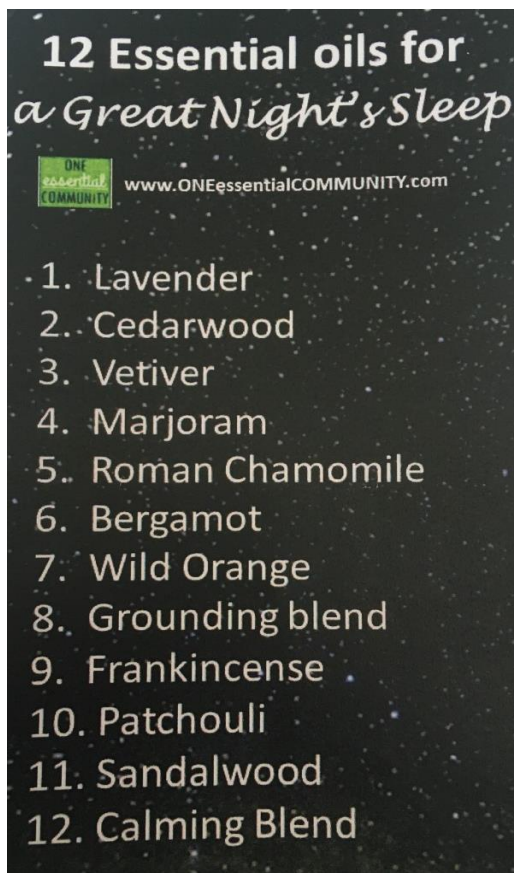 12 Essential oils for
a Great Night's Sleep
ONE
essential
COMMUNITY
www.ONEessentialCOMMUNITY.com
1. Lavender
2. Cedarwood
3. Vetiver
4. Marjoram
5. Roman Chamomile
6. Bergamot
7. Wild Orange
8. Grounding blend
9. Frankincense
10. Patchouli
11. Sandalwood
12. Calming Blend